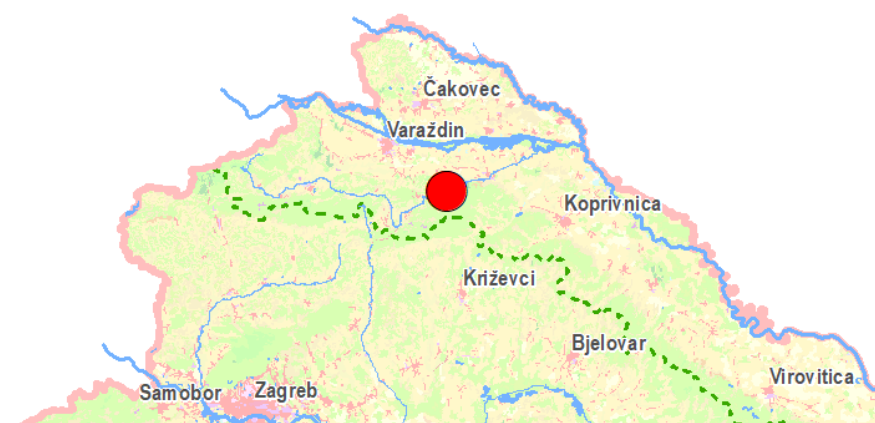 Čakovec
Varaždin
Koprivnica
Križevci
Bjelovar
Virovitica
Samobor
Zagreb